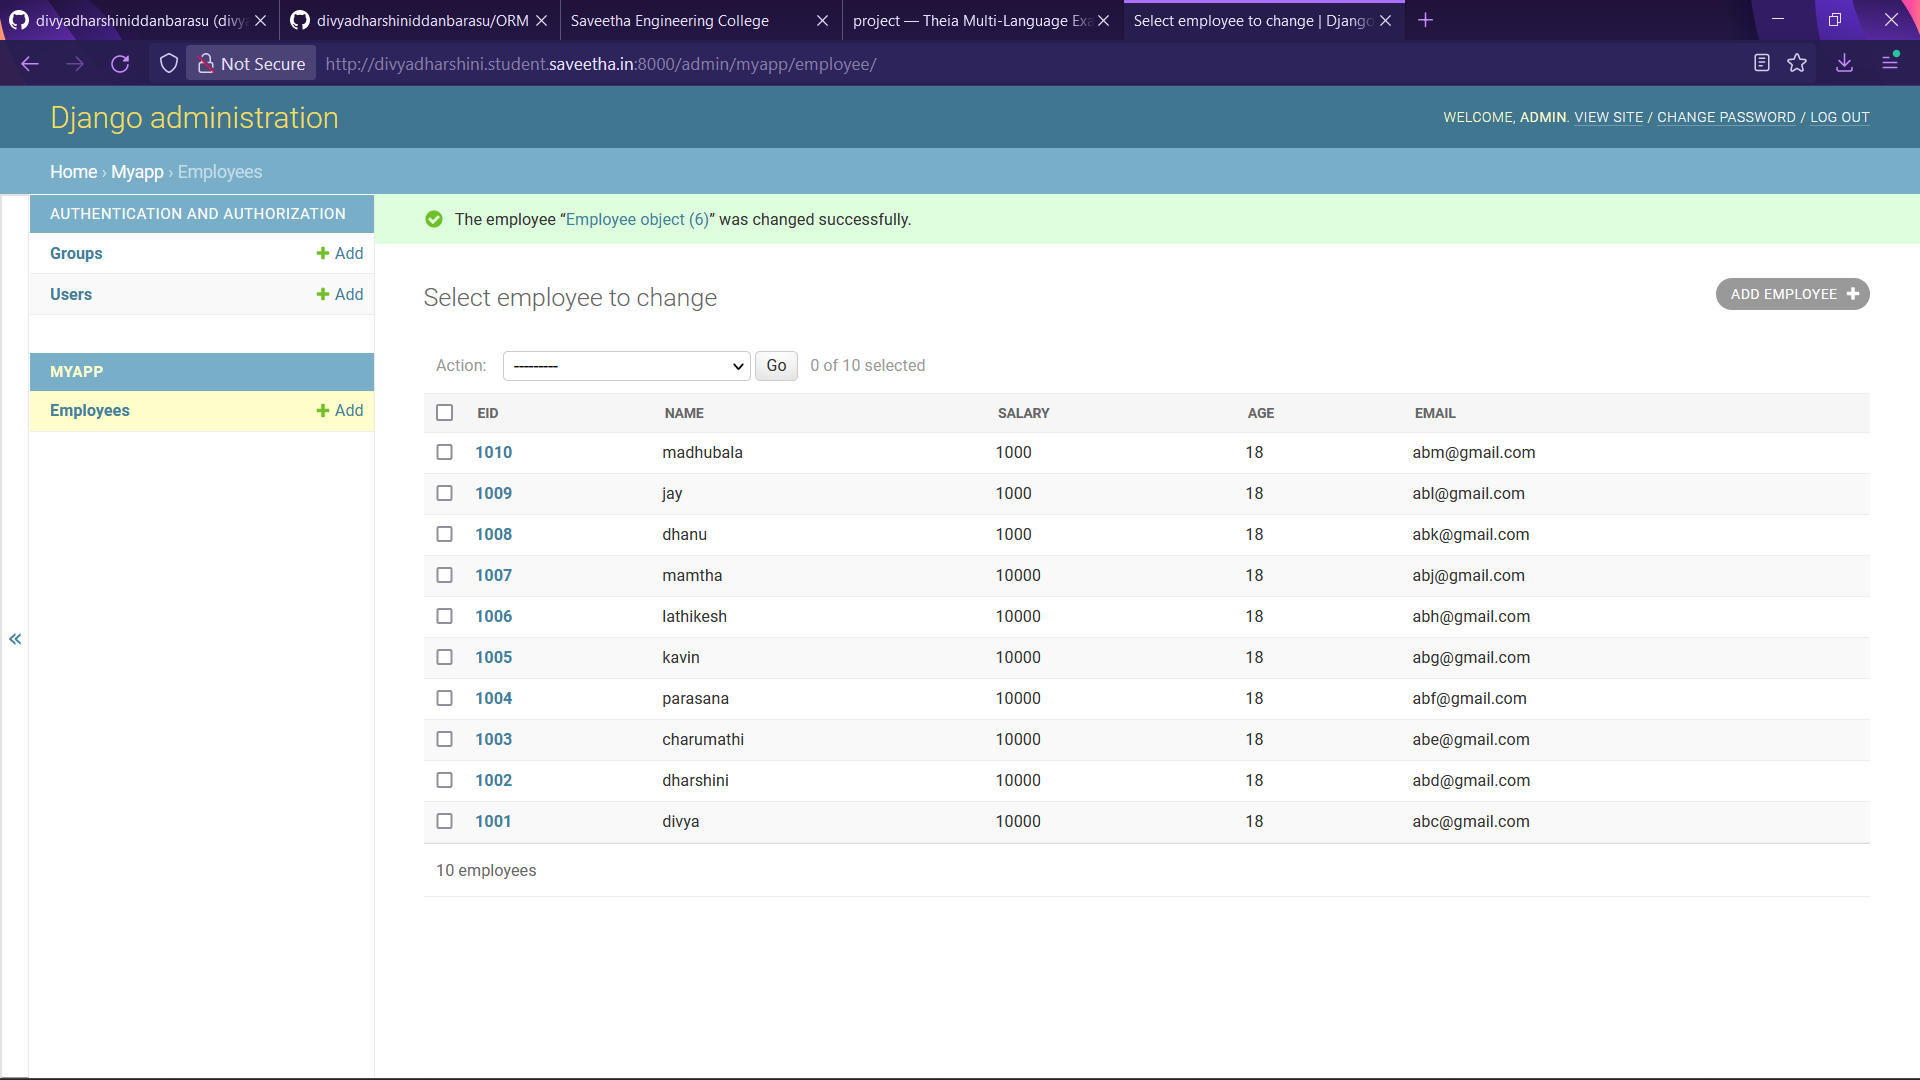 divyadharshiniddanbarasu (divya
divyadharshiniddanbarasu/ORM
Saveetha Engineering College
project — Theia Multi-Language Exa
Select employee to change | Django
Not Secure
http://divyadharshini.student.saveetha.in:8000/admin/myapp/employee/
Django administration
WELCOME, ADMIN. VIEW SITE / CHANGE PASSWORD / LOG OUT
Home › Myapp › Employees
AUTHENTICATION AND AUTHORIZATION
Groups + Add
Users + Add
MYAPP
Employees + Add
«
The employee “Employee object (6)” was changed successfully.
Select employee to change
ADD EMPLOYEE +
Action: --------- Go 0 of 10 selected
EID NAME SALARY AGE EMAIL
1010 madhubala 1000 18 abm@gmail.com
1009 jay 1000 18 abl@gmail.com
1008 dhanu 1000 18 abk@gmail.com
1007 mamtha 10000 18 abj@gmail.com
1006 lathikesh 10000 18 abh@gmail.com
1005 kavin 10000 18 abg@gmail.com
1004 parasana 10000 18 abf@gmail.com
1003 charumathi 10000 18 abe@gmail.com
1002 dharshini 10000 18 abd@gmail.com
1001 divya 10000 18 abc@gmail.com
10 employees